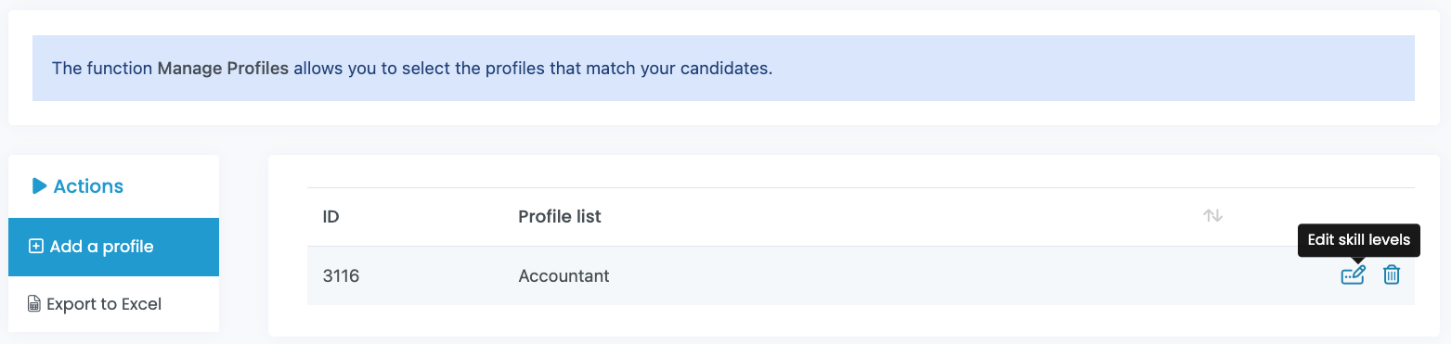 The function Manage Profiles allows you to select the profiles that match your candidates.
Actions
Add a profile
Export to Excel
ID Profile list
Edit skill levels
3116 Accountant